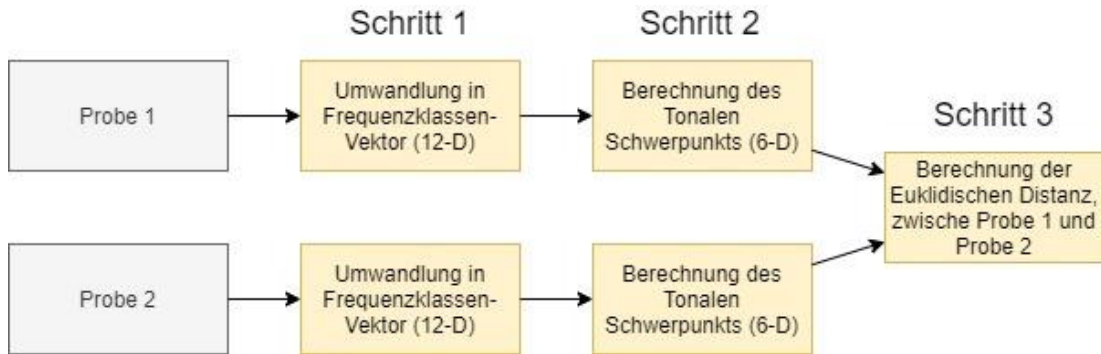 Schritt 1
Schritt 2
Probe 1
Umwandlung in
Frequenzklassen-
Vektor (12-D)
Berechnung des
Tonalen
Schwerpunkts (6-D)
Schritt 3
Berechnung der
Euklidischen Distanz,
zwische Probe 1 und
Probe 2
Probe 2
Umwandlung in
Frequenzklassen-
Vektor (12-D)
Berechnung des
Tonalen
Schwerpunkts (6-D)